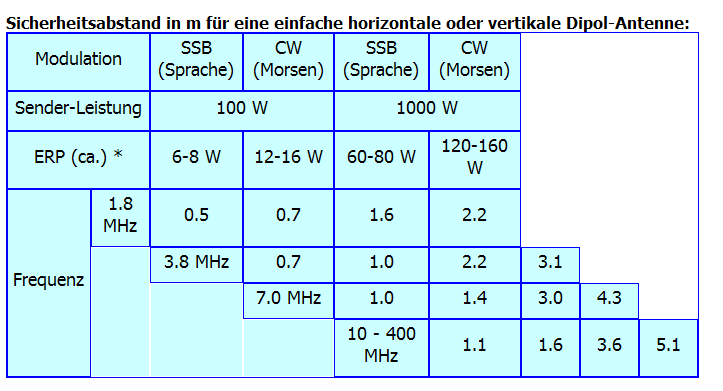 Sicherheitsabstand in m für eine einfache horizontale oder vertikale Dipol-Antenne:
Modulation SSB (Sprache) CW (Morsen) SSB (Sprache) CW (Morsen)
Sender-Leistung 100 W 1000 W
ERP (ca.) * 6-8 W 12-16 W 60-80 W 120-160 W
Frequenz 1.8 MHz 0.5 0.7 1.6 2.2
3.8 MHz 0.7 1.0 2.2 3.1
7.0 MHz 1.0 1.4 3.0 4.3
10 - 400 MHz 1.1 1.6 3.6 5.1